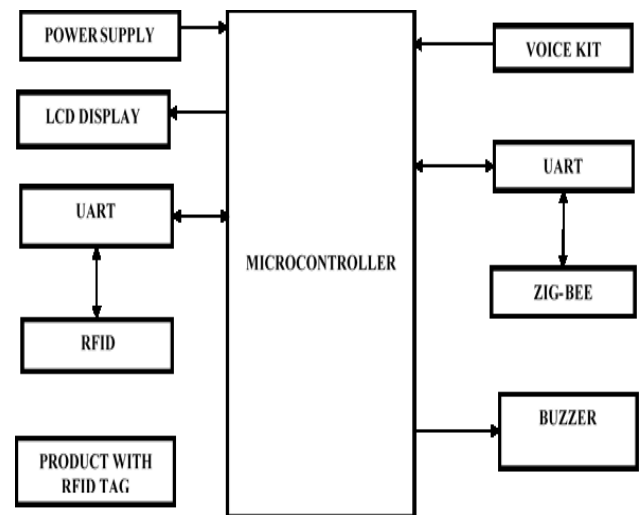 POWER SUPPLY
LCD DISPLAY
UART
RFID
PRODUCT WITH
RFID TAG
MICROCONTROLLER
VOICE KIT
UART
ZIG-BEE
BUZZER